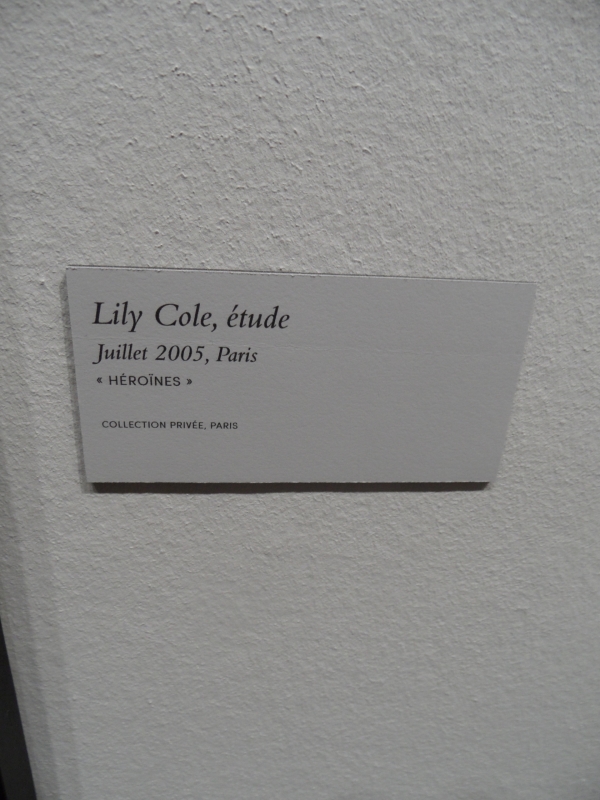 Lily Cole, étude
Juillet 2005, Paris
« HÉROÏNES »
COLLECTION PRIVÉE, PARIS